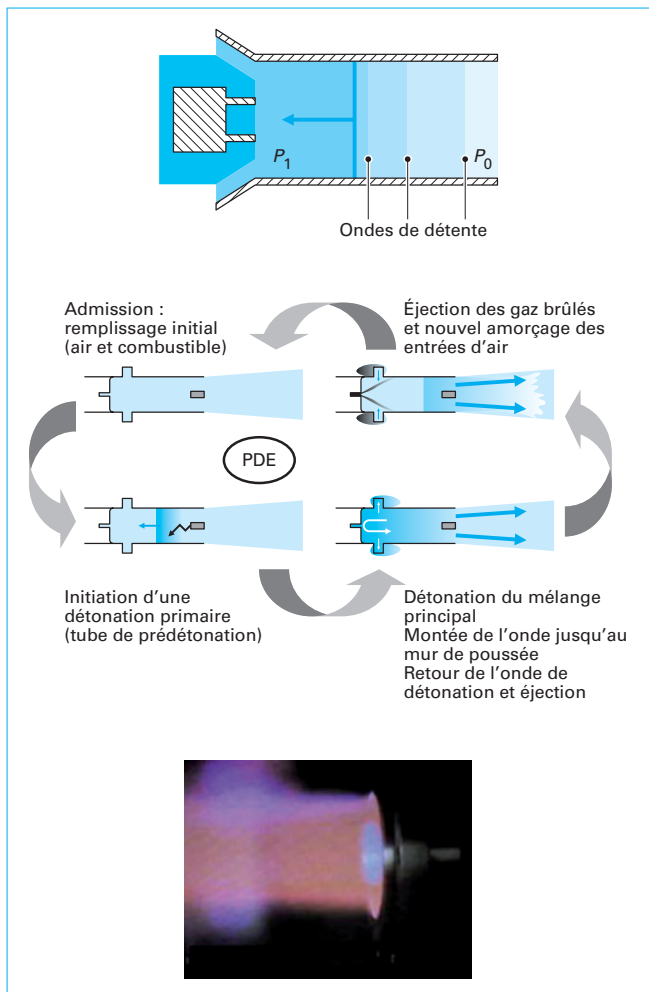 P1
P0
Ondes de détente
Admission :
remplissage initial
(air et combustible)
Éjection des gaz brûlés
et nouvel amorçage des
entrées d'air
PDE
Initiation d'une
détonation primaire
(tube de prédétonation)
Détonation du mélange
principal
Montée de l'onde jusqu'au
mur de poussée
Retour de l'onde de
détonation et éjection